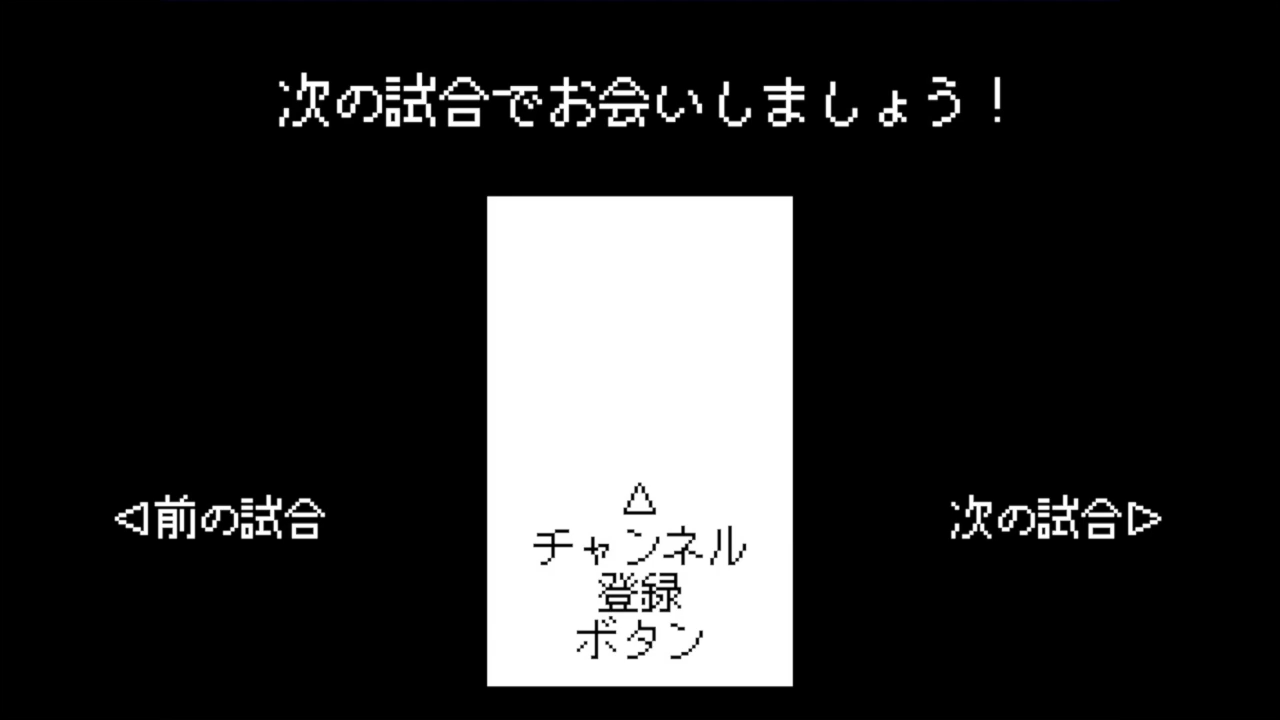 次の試合でお会いしましょう！
◁前の試合
次の試合▷
△
チャンネル
登録
ボタン